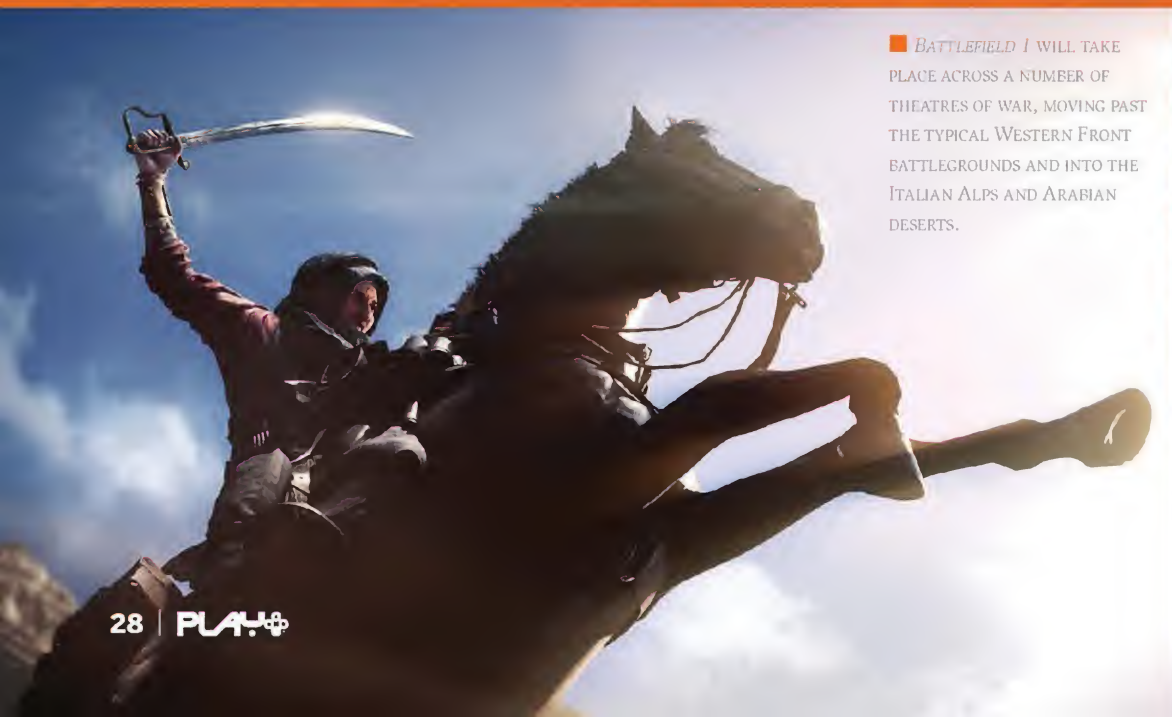 BATTLEFIELD 1 WILL TAKE
PLACE ACROSS A NUMBER OF
THEATRES OF WAR, MOVING PAST
THE TYPICAL WESTERN FRONT
BATTLEGROUNDS AND INTO THE
ITALIAN ALPS AND ARABIAN
DESERTS.
28 | PLAY